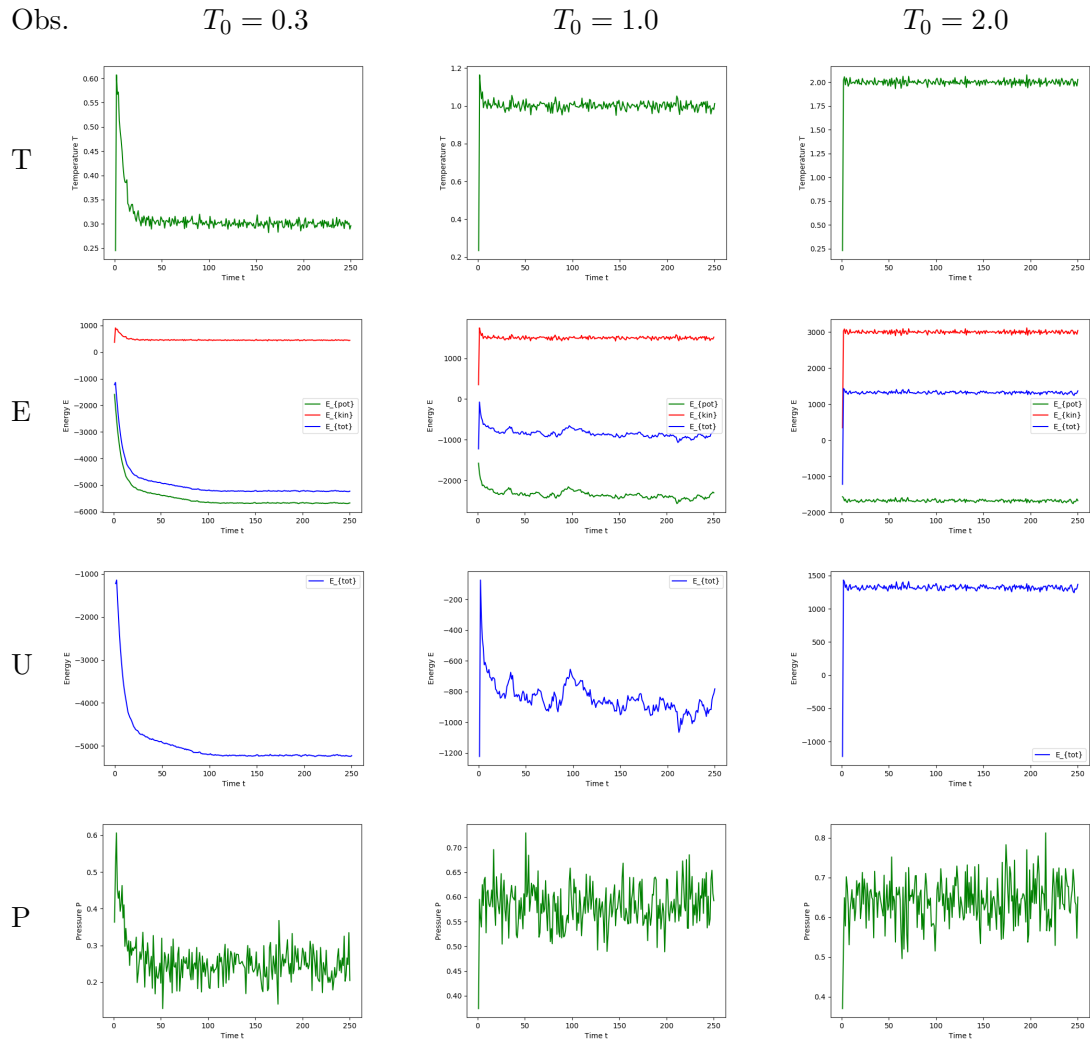 Obs. T₀ = 0.3 T₀ = 1.0 T₀ = 2.0
T
Temperature T
0.60
0.55
0.50
0.45
0.40
0.35
0.30
0.25
0 50 100 150 200 250
Time t
Temperature T
1.2
1.0
0.8
0.6
0.4
0.2
0 50 100 150 200 250
Time t
Temperature T
2.00
1.75
1.50
1.25
1.00
0.75
0.50
0.25
0 50 100 150 200 250
Time t
E
Energy E
1000
0
−1000
−2000
−3000
−4000
−5000
−6000
E_{pot}
E_{kin}
E_{tot}
0 50 100 150 200 250
Time t
Energy E
1000
0
−1000
−2000
E_{pot}
E_{kin}
E_{tot}
0 50 100 150 200 250
Time t
Energy E
3000
2000
1000
0
−1000
−2000
E_{pot}
E_{kin}
E_{tot}
0 50 100 150 200 250
Time t
U
Energy E
−1000
−2000
−3000
−4000
−5000
E_{tot}
0 50 100 150 200 250
Time t
Energy E
−200
−400
−600
−800
−1000
−1200
E_{tot}
0 50 100 150 200 250
Time t
Energy E
1500
1000
500
0
−500
−1000
E_{tot}
0 50 100 150 200 250
Time t
P
Pressure P
0.6
0.5
0.4
0.3
0.2
0 50 100 150 200 250
Time t
Pressure P
0.70
0.65
0.60
0.55
0.50
0.45
0.40
0 50 100 150 200 250
Time t
Pressure P
0.8
0.7
0.6
0.5
0.4
0 50 100 150 200 250
Time t